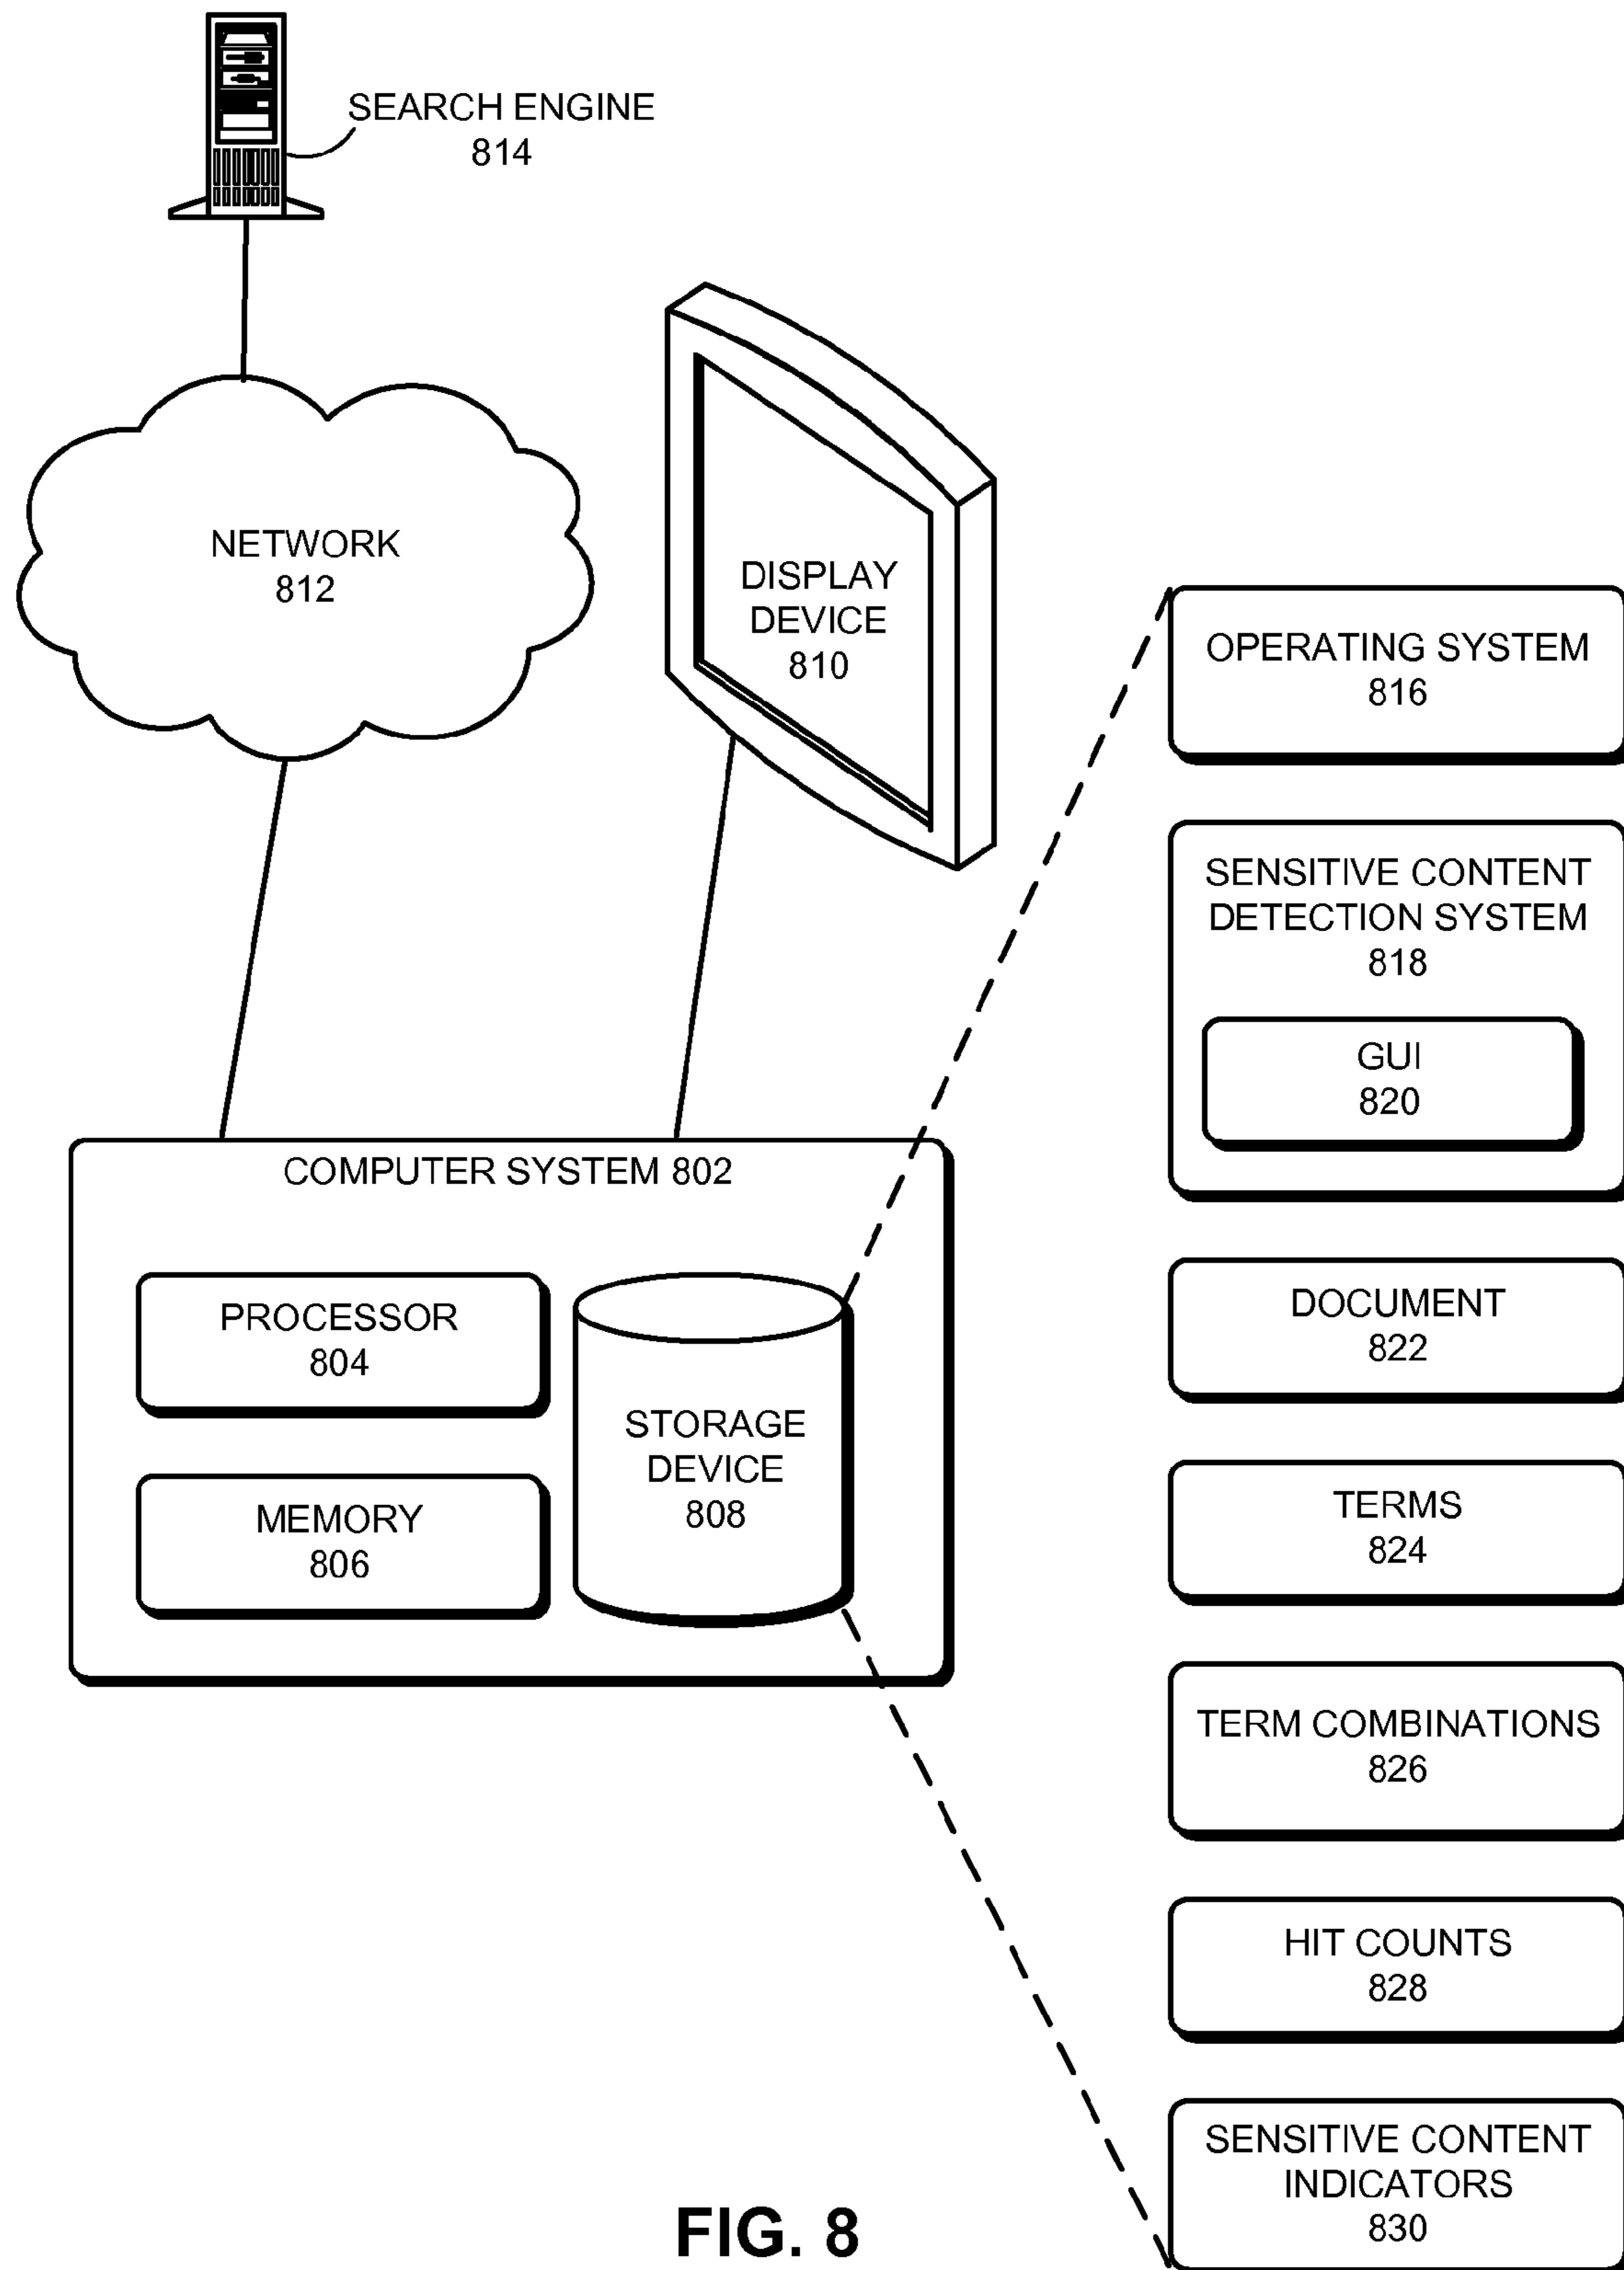 SEARCH ENGINE
814
NETWORK
812
DISPLAY
DEVICE
810
COMPUTER SYSTEM 802
PROCESSOR
804
MEMORY
806
STORAGE
DEVICE
808
OPERATING SYSTEM
816
SENSITIVE CONTENT
DETECTION SYSTEM
818
GUI
820
DOCUMENT
822
TERMS
824
TERM COMBINATIONS
826
HIT COUNTS
828
SENSITIVE CONTENT
INDICATORS
830
FIG. 8